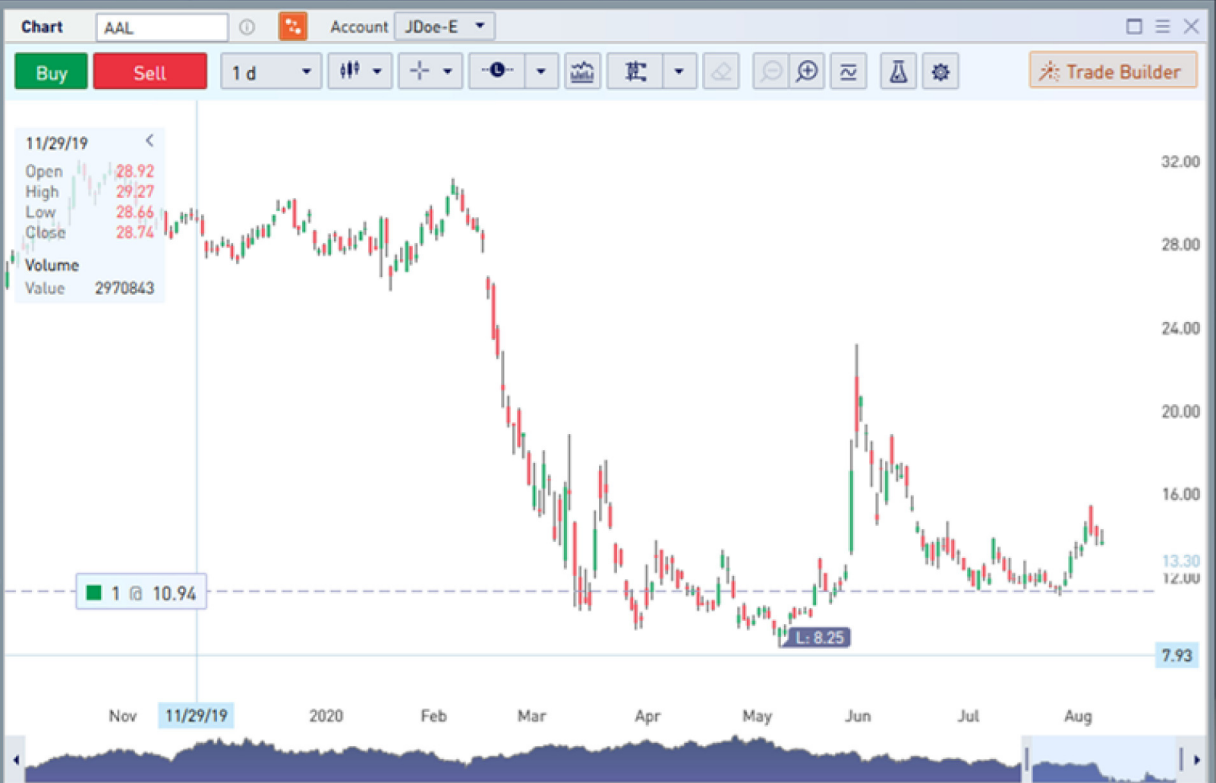 Chart AAL Account JDoe-E
Buy Sell 1 d Trade Builder
11/29/19
Open 28.92
High 29.27
Low 28.66
Close 28.74
Volume
Value 2970843
32.00
28.00
24.00
20.00
16.00
13.30
12.00
1 @ 10.94
L: 8.25
7.93
Nov 11/29/19 2020 Feb Mar Apr May Jun Jul Aug